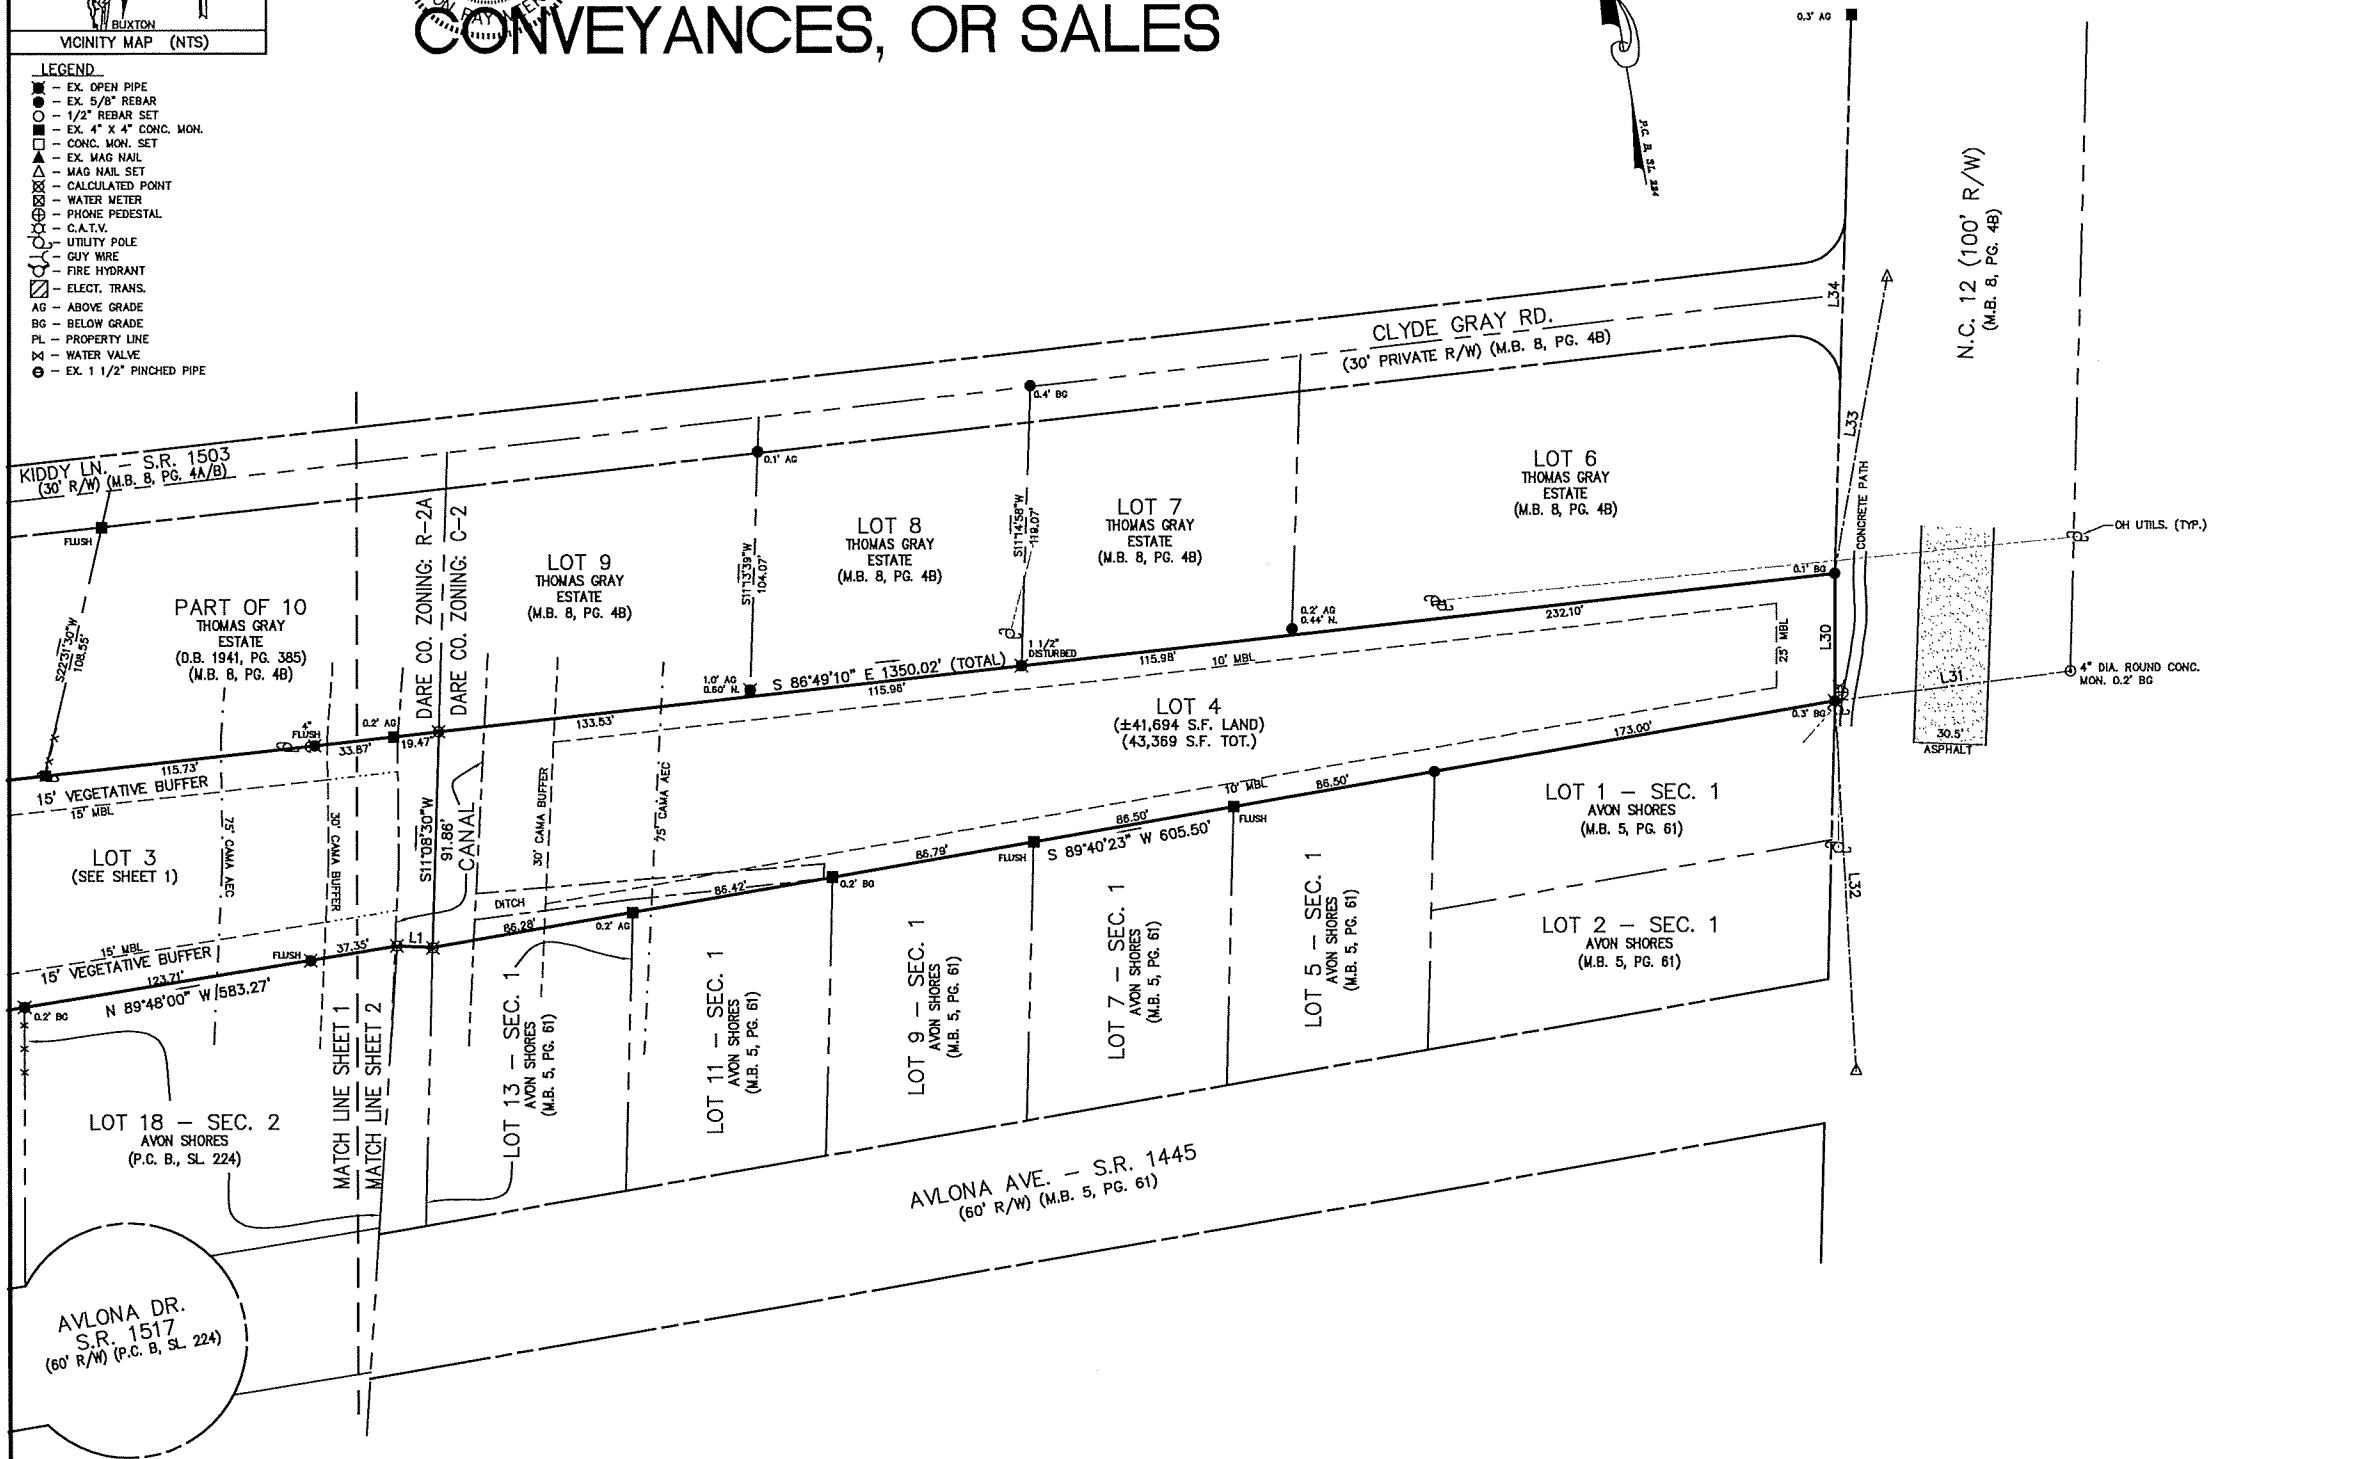 BUXTON
VICINITY MAP (NTS)
CONVEYANCES, OR SALES
LEGEND
- EX. OPEN PIPE
- EX. 5/8" REBAR
- 1/2" REBAR SET
- EX. 4" X 4" CONC. MON.
- CONC. MON. SET
- EX. MAG NAIL
- MAG NAIL SET
- CALCULATED POINT
- WATER METER
- PHONE PEDESTAL
- C.A.T.V.
- UTILITY POLE
- GUY WIRE
- FIRE HYDRANT
- ELECT. TRANS.
AG - ABOVE GRADE
BG - BELOW GRADE
PL - PROPERTY LINE
- WATER VALVE
- EX. 1 1/2" PINCHED PIPE
P.C. B, SL. 224
0.3' AG
N.C. 12 (100' R/W)
(M.B. 8, PG. 4B)
L34
L33
CLYDE GRAY RD.
(30' PRIVATE R/W) (M.B. 8, PG. 4B)
KIDDY LN. - S.R. 1503
(30' R/W) (M.B. 8, PG. 4A/B)
FLUSH
0.1' AG
0.4' BG
S22°31'30"W
108.55'
PART OF 10
THOMAS GRAY
ESTATE
(D.B. 1941, PG. 385)
(M.B. 8, PG. 4B)
DARE CO. ZONING: R-2A
DARE CO. ZONING: C-2
LOT 9
THOMAS GRAY
ESTATE
(M.B. 8, PG. 4B)
S11°13'39"W
104.07'
LOT 8
THOMAS GRAY
ESTATE
(M.B. 8, PG. 4B)
S11°14'58"W
119.07'
LOT 7
THOMAS GRAY
ESTATE
(M.B. 8, PG. 4B)
LOT 6
THOMAS GRAY
ESTATE
(M.B. 8, PG. 4B)
CONCRETE PATH
OH UTILS. (TYP.)
0.1' BG
0.2' AG
0.44' N.
232.10'
1 1/2"
DISTURBED
115.98'
10' MBL
25' MBL
L30
L31
4" DIA. ROUND CONC.
MON. 0.2' BG
30.5'
ASPHALT
0.3' BG
1.0' AG
0.60' N.
S 86°49'10" E 1350.02' (TOTAL)
115.96'
133.53'
LOT 4
(±41,694 S.F. LAND)
(43,369 S.F. TOT.)
4"
FLUSH
0.2' AG
33.87'
19.47'
115.73'
15' VEGETATIVE BUFFER
15' MBL
75' CAMA AEC
30' CAMA BUFFER
S11°08'30"W
91.86'
CANAL
30' CAMA BUFFER
75' CAMA AEC
LOT 3
(SEE SHEET 1)
15' MBL
15' VEGETATIVE BUFFER
123.71'
N 89°48'00" W 583.27'
0.2' BG
FLUSH
37.35'
L1
DITCH
86.28'
0.2' AG
86.42'
0.2' BG
86.79'
FLUSH
S 89°40'23" W 605.50'
86.50'
10' MBL
FLUSH
86.50'
173.00'
LOT 1 - SEC. 1
AVON SHORES
(M.B. 5, PG. 61)
LOT 2 - SEC. 1
AVON SHORES
(M.B. 5, PG. 61)
L32
LOT 5 - SEC. 1
AVON SHORES
(M.B. 5, PG. 61)
LOT 7 - SEC. 1
AVON SHORES
(M.B. 5, PG. 61)
LOT 9 - SEC. 1
AVON SHORES
(M.B. 5, PG. 61)
LOT 11 - SEC. 1
AVON SHORES
(M.B. 5, PG. 61)
LOT 13 - SEC. 1
AVON SHORES
(M.B. 5, PG. 61)
MATCH LINE SHEET 1
MATCH LINE SHEET 2
LOT 18 - SEC. 2
AVON SHORES
(P.C. B., SL. 224)
AVLONA AVE. - S.R. 1445
(60' R/W) (M.B. 5, PG. 61)
AVLONA DR.
S.R. 1517
(60' R/W) (P.C. B, SL. 224)